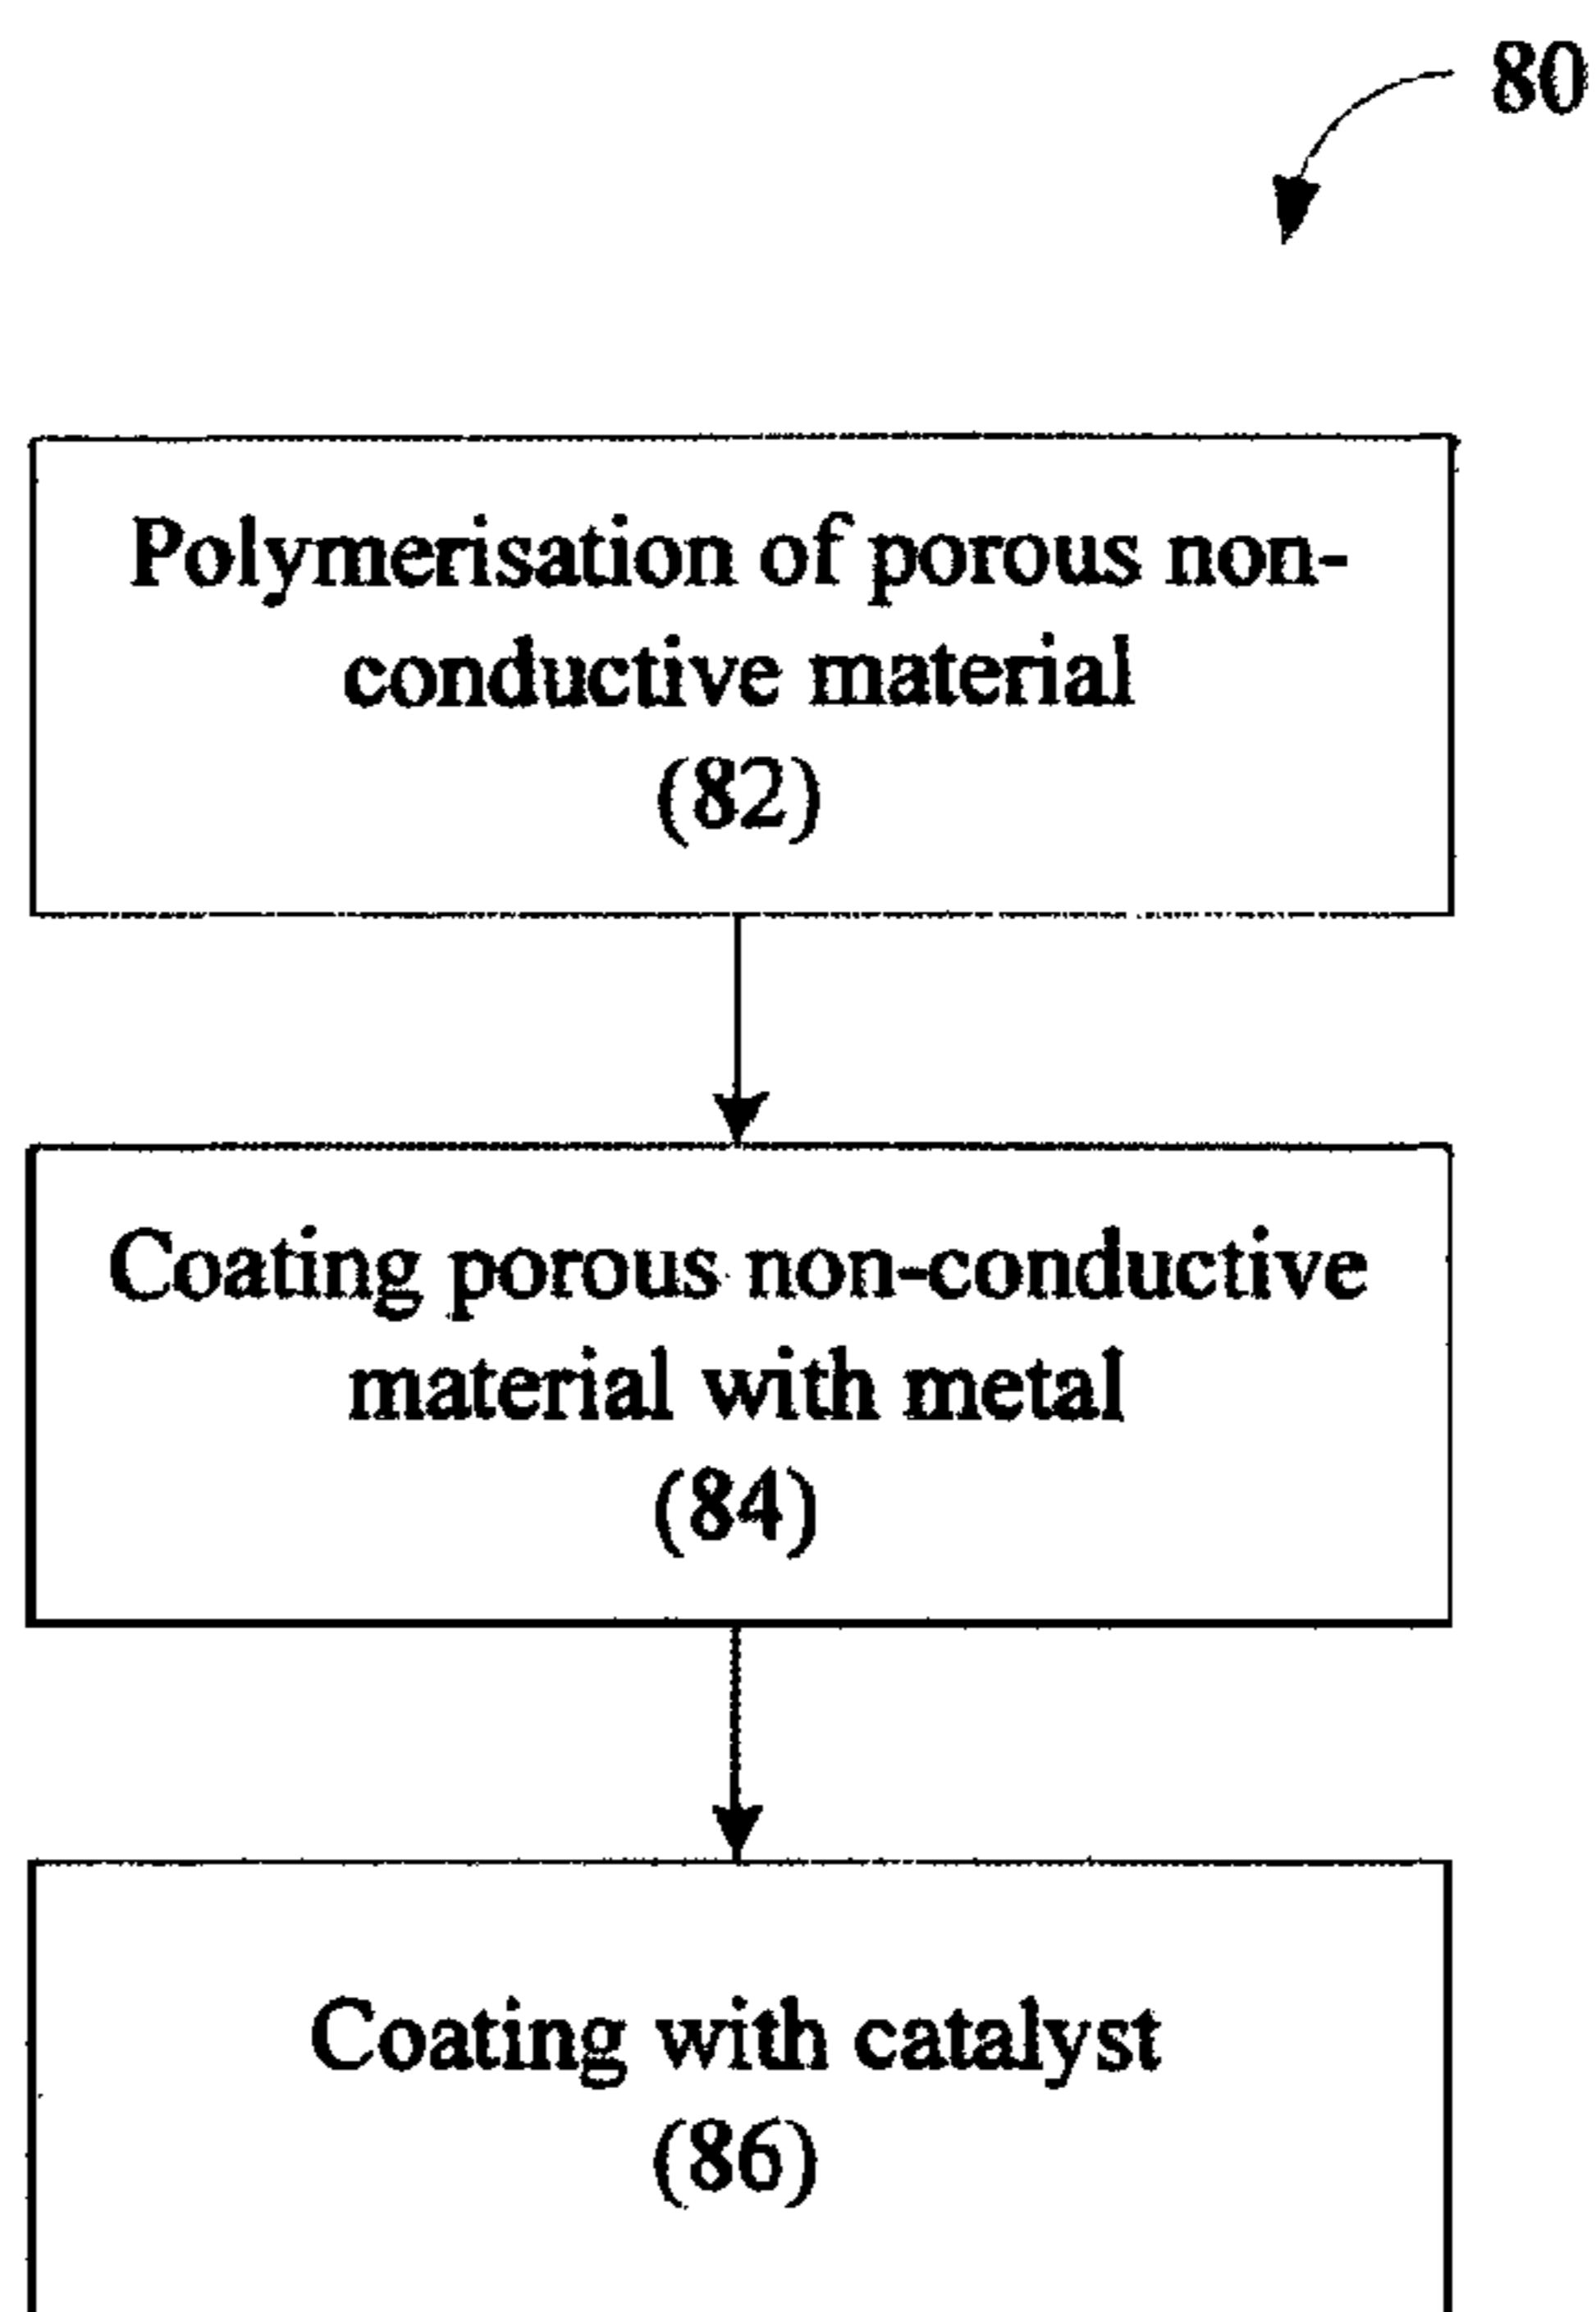 80
Polymerisation of porous non-
conductive material
(82)
Coating porous non-conductive
material with metal
(84)
Coating with catalyst
(86)